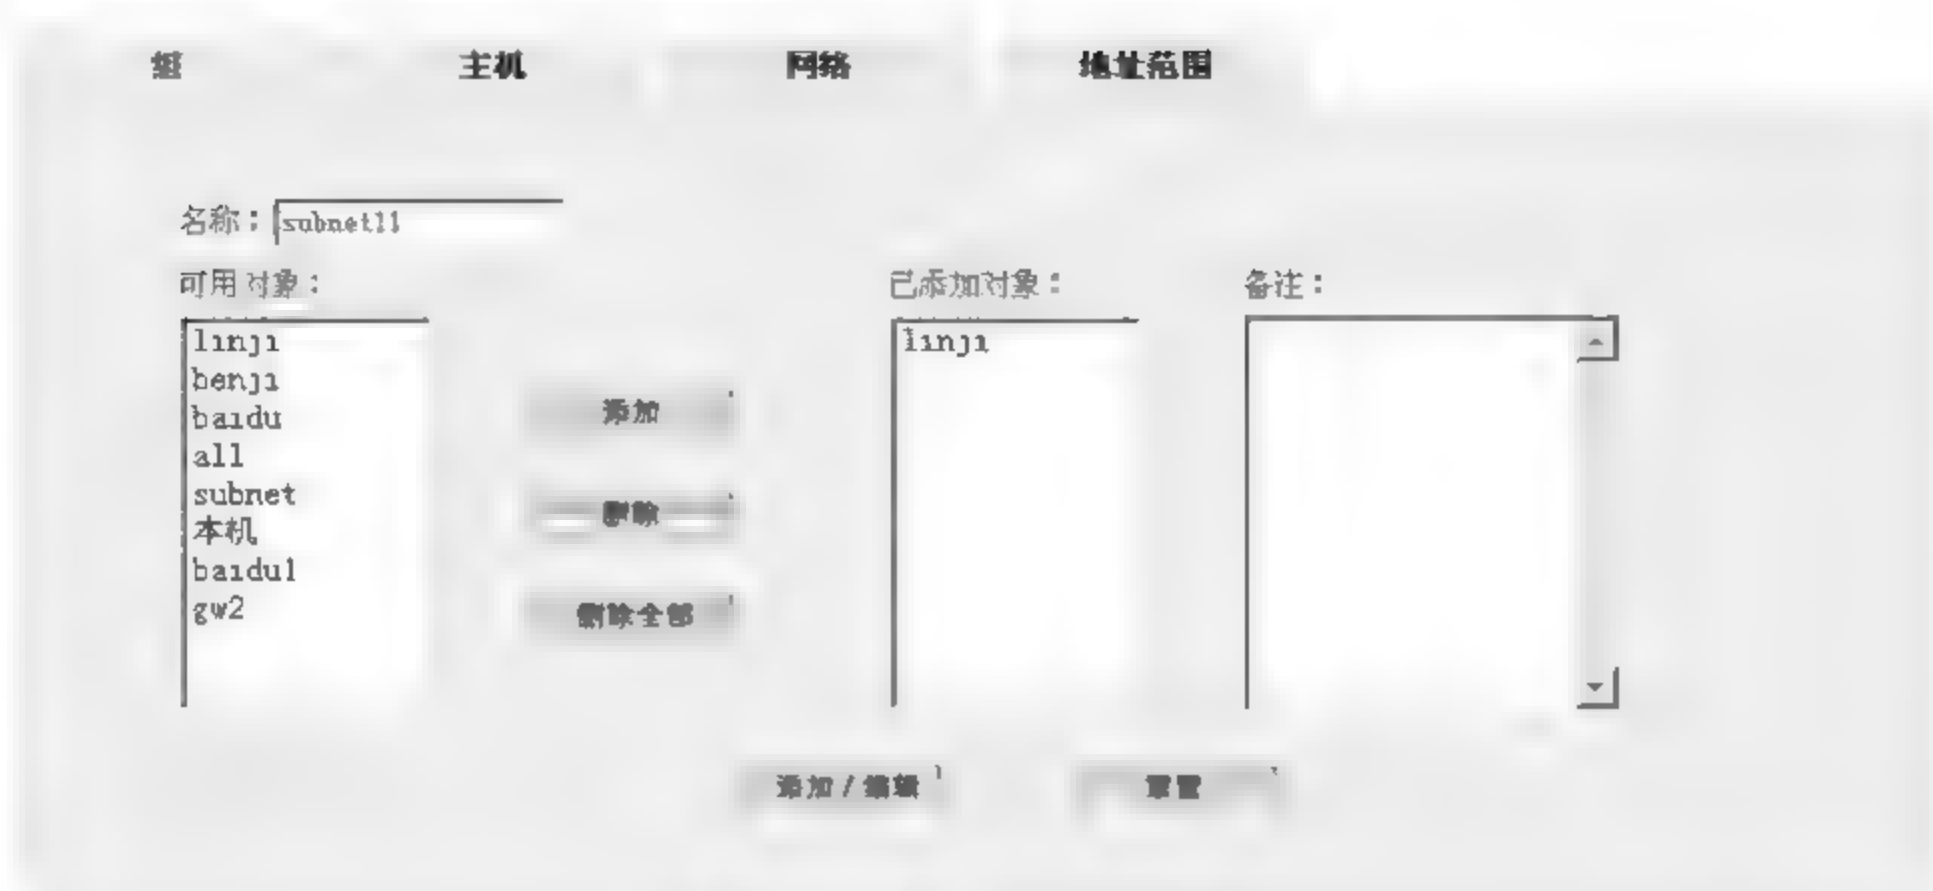 组 主机 网络 地址范围
名称： subnet11
可用对象： 已添加对象： 备注：
linji linji
benji
baidu
all
subnet
本机
baidu1
gw2
添加
删除
删除全部
添加/编辑 重置